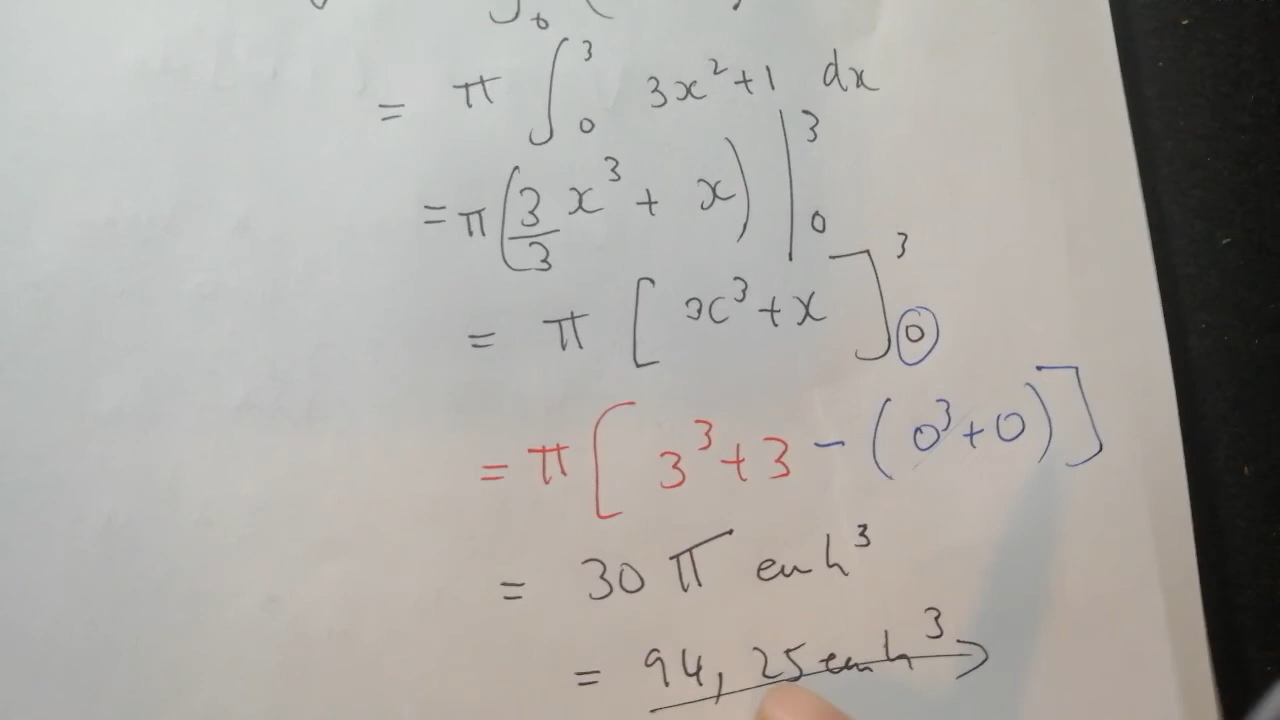 = π ∫₀³ 3x² + 1 dx
= π (3/3 x³ + x) |₀³
= π [x³ + x]₀³
= π [3³ + 3 − (0³ + 0)]
= 30 π enh³
= 94,25 enh³